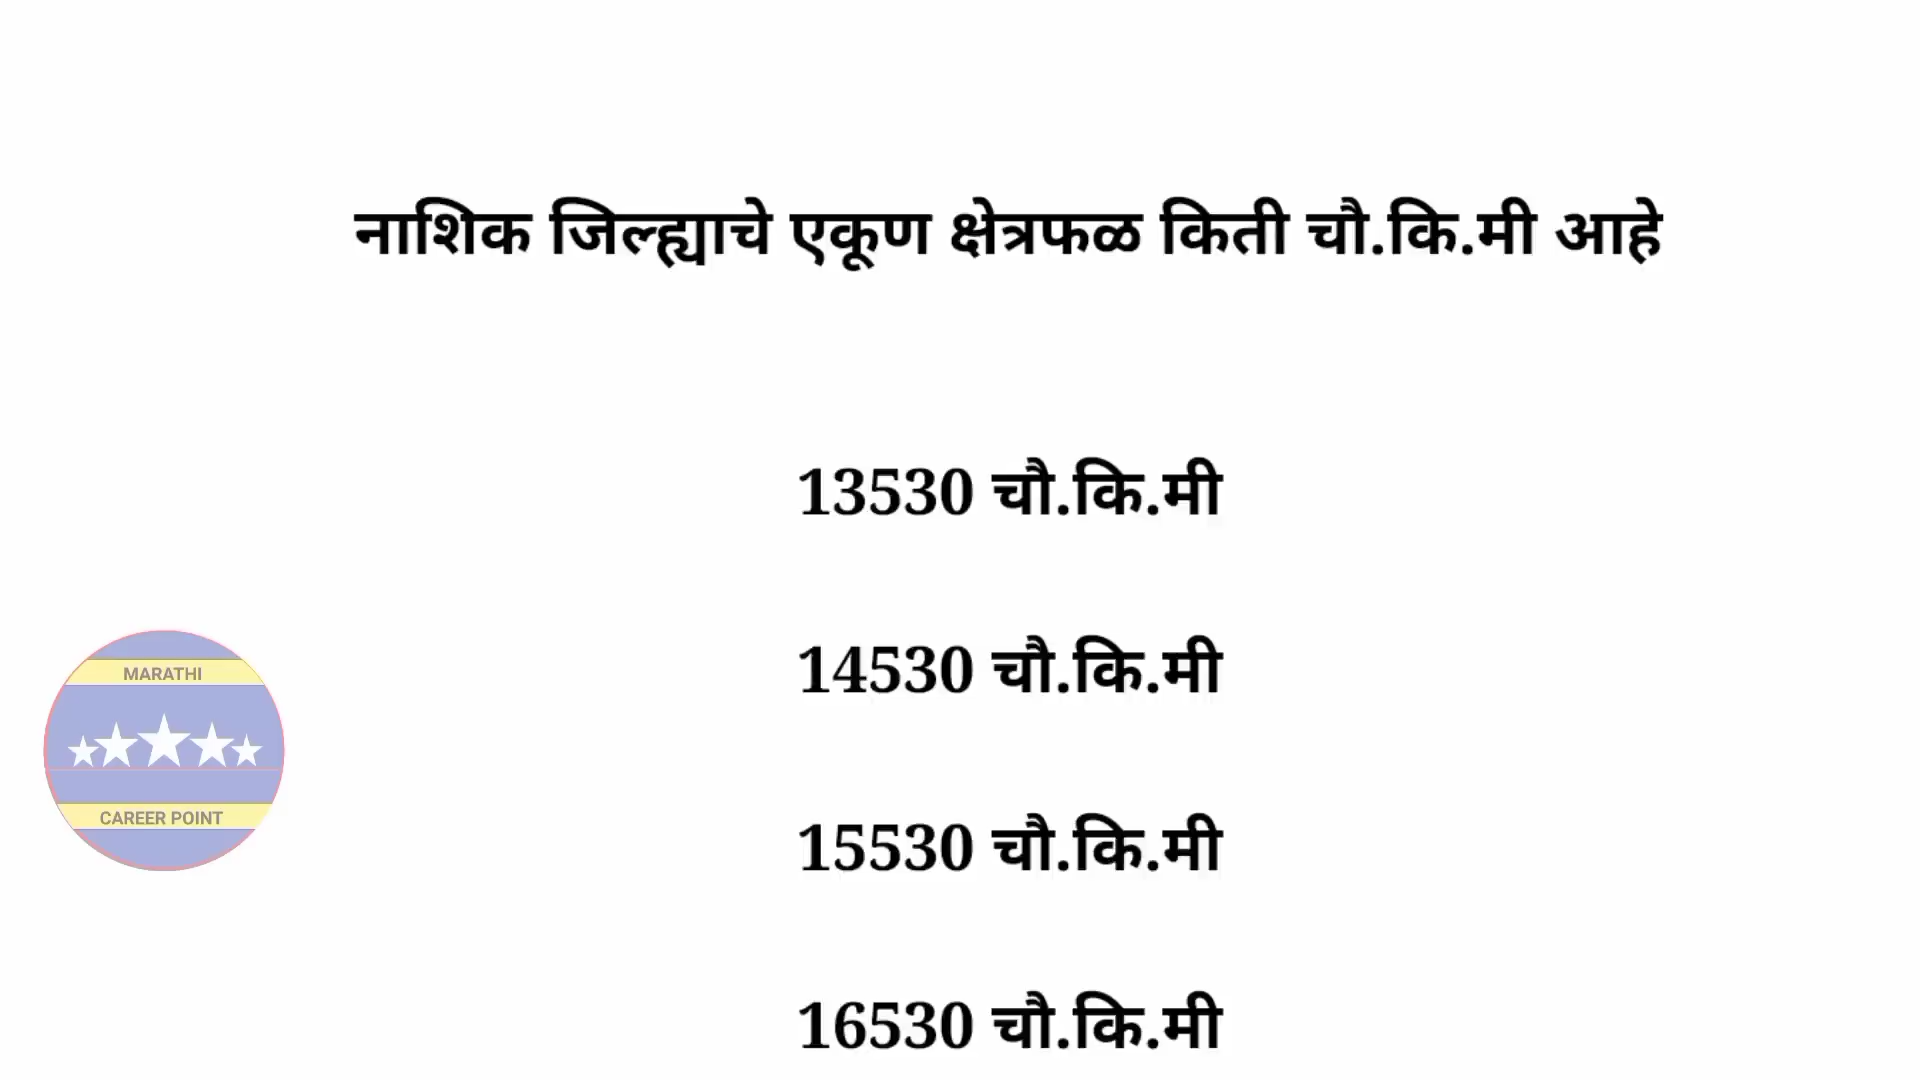 नाशिक जिल्ह्याचे एकूण क्षेत्रफळ किती चौ.कि.मी आहे
13530 चौ.कि.मी
14530 चौ.कि.मी
MARATHI
CAREER POINT
15530 चौ.कि.मी
16530 चौ.कि.मी